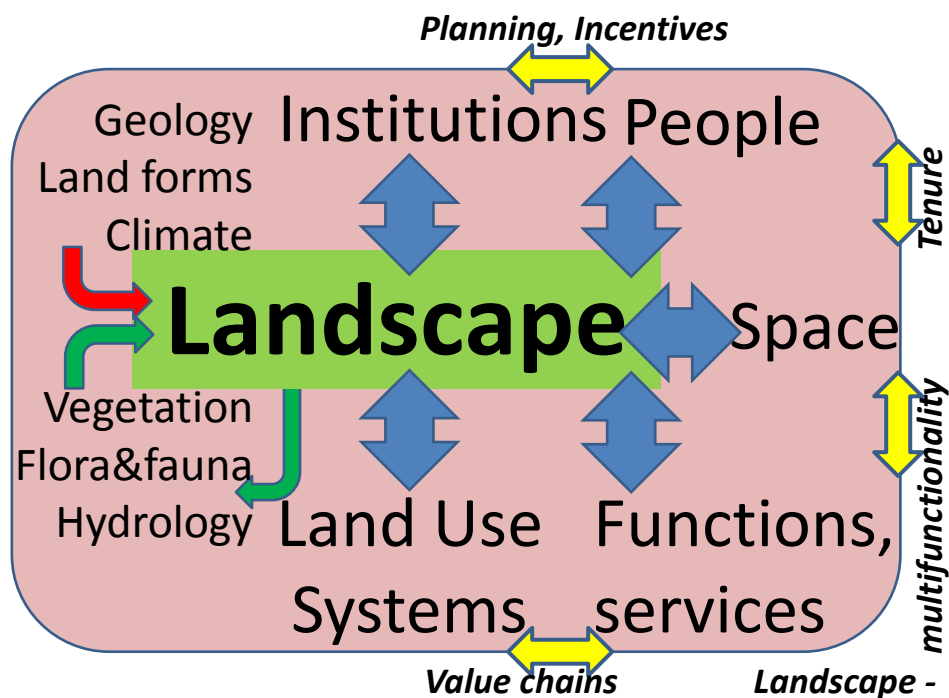 Planning, Incentives
Geology
Land forms
Climate
Institutions
People
Tenure
Landscape
Space
Vegetation
Flora&fauna
Hydrology
Land Use
Systems
Functions,
services
Value chains
Landscape -
multifunctionality